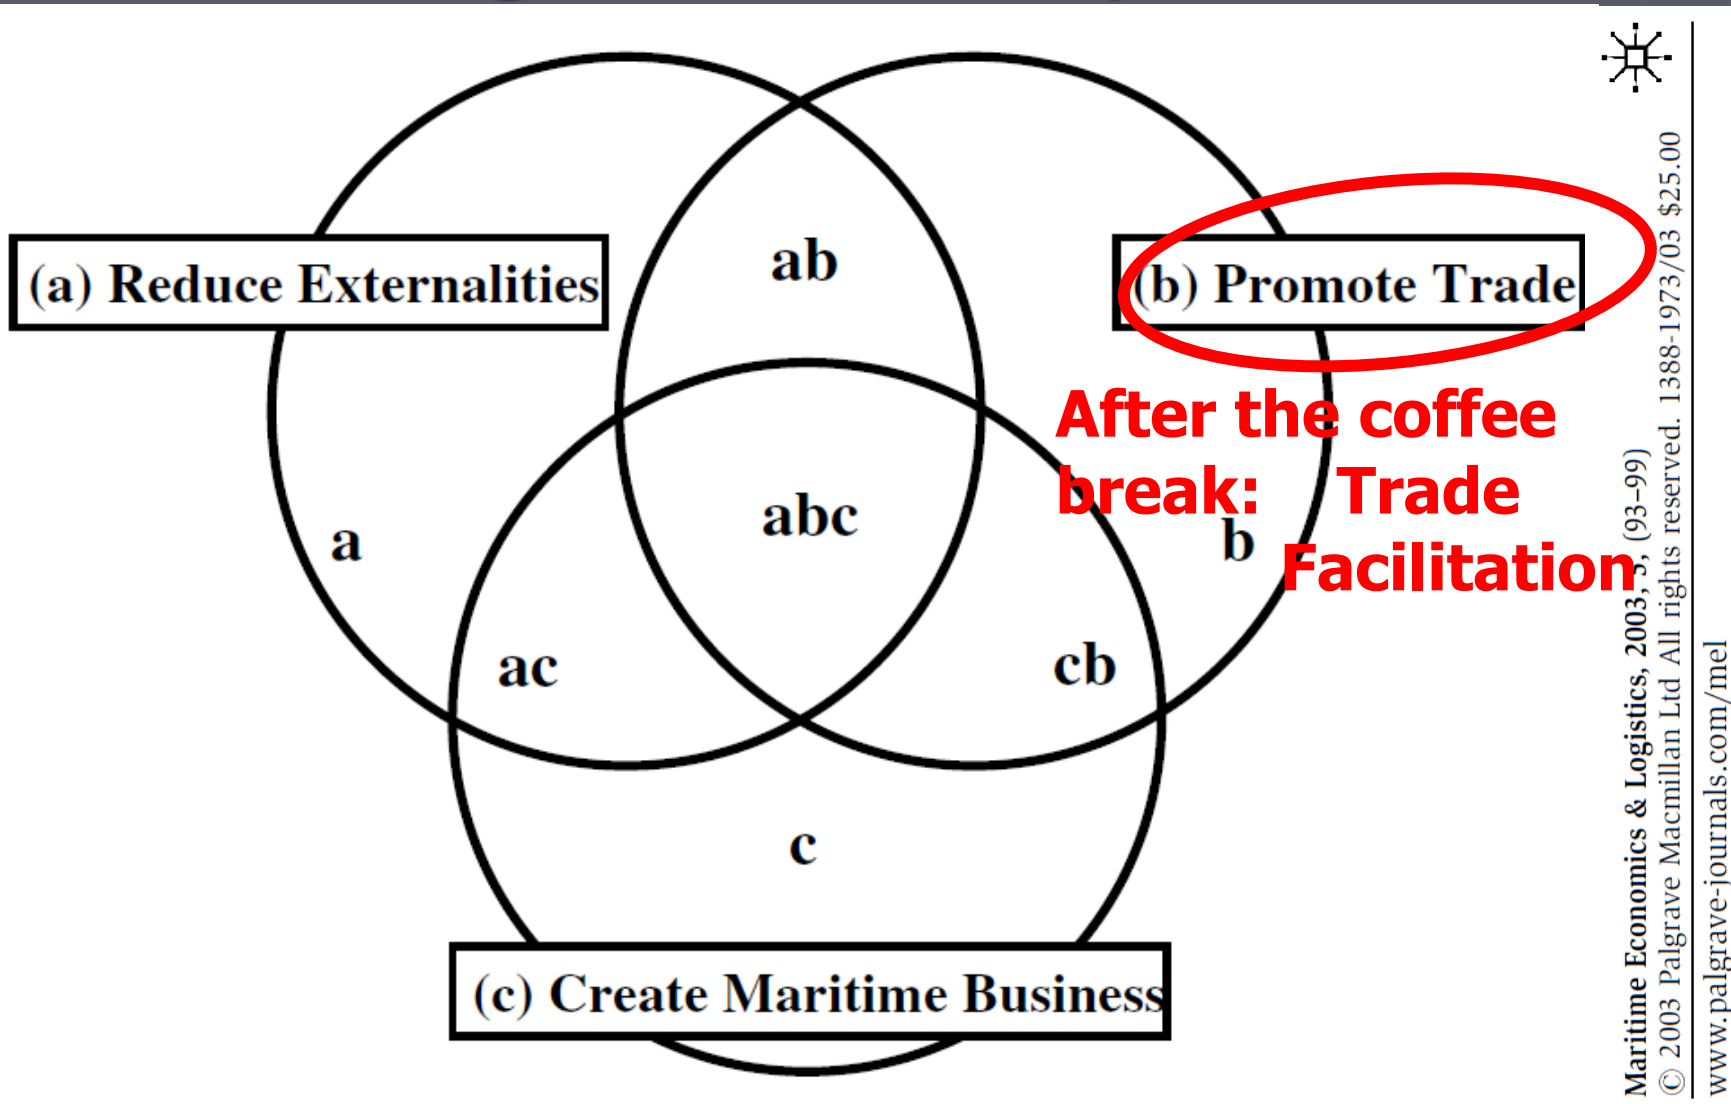 (a) Reduce Externalities
ab
(b) Promote Trade
After the coffee
break: Trade
Facilitation
a
abc
b
ac
cb
c
(c) Create Maritime Business
Maritime Economics & Logistics, 2003, 5, (93–99)
© 2003 Palgrave Macmillan Ltd All rights reserved. 1388-1973/03 $25.00
www.palgrave-journals.com/mel